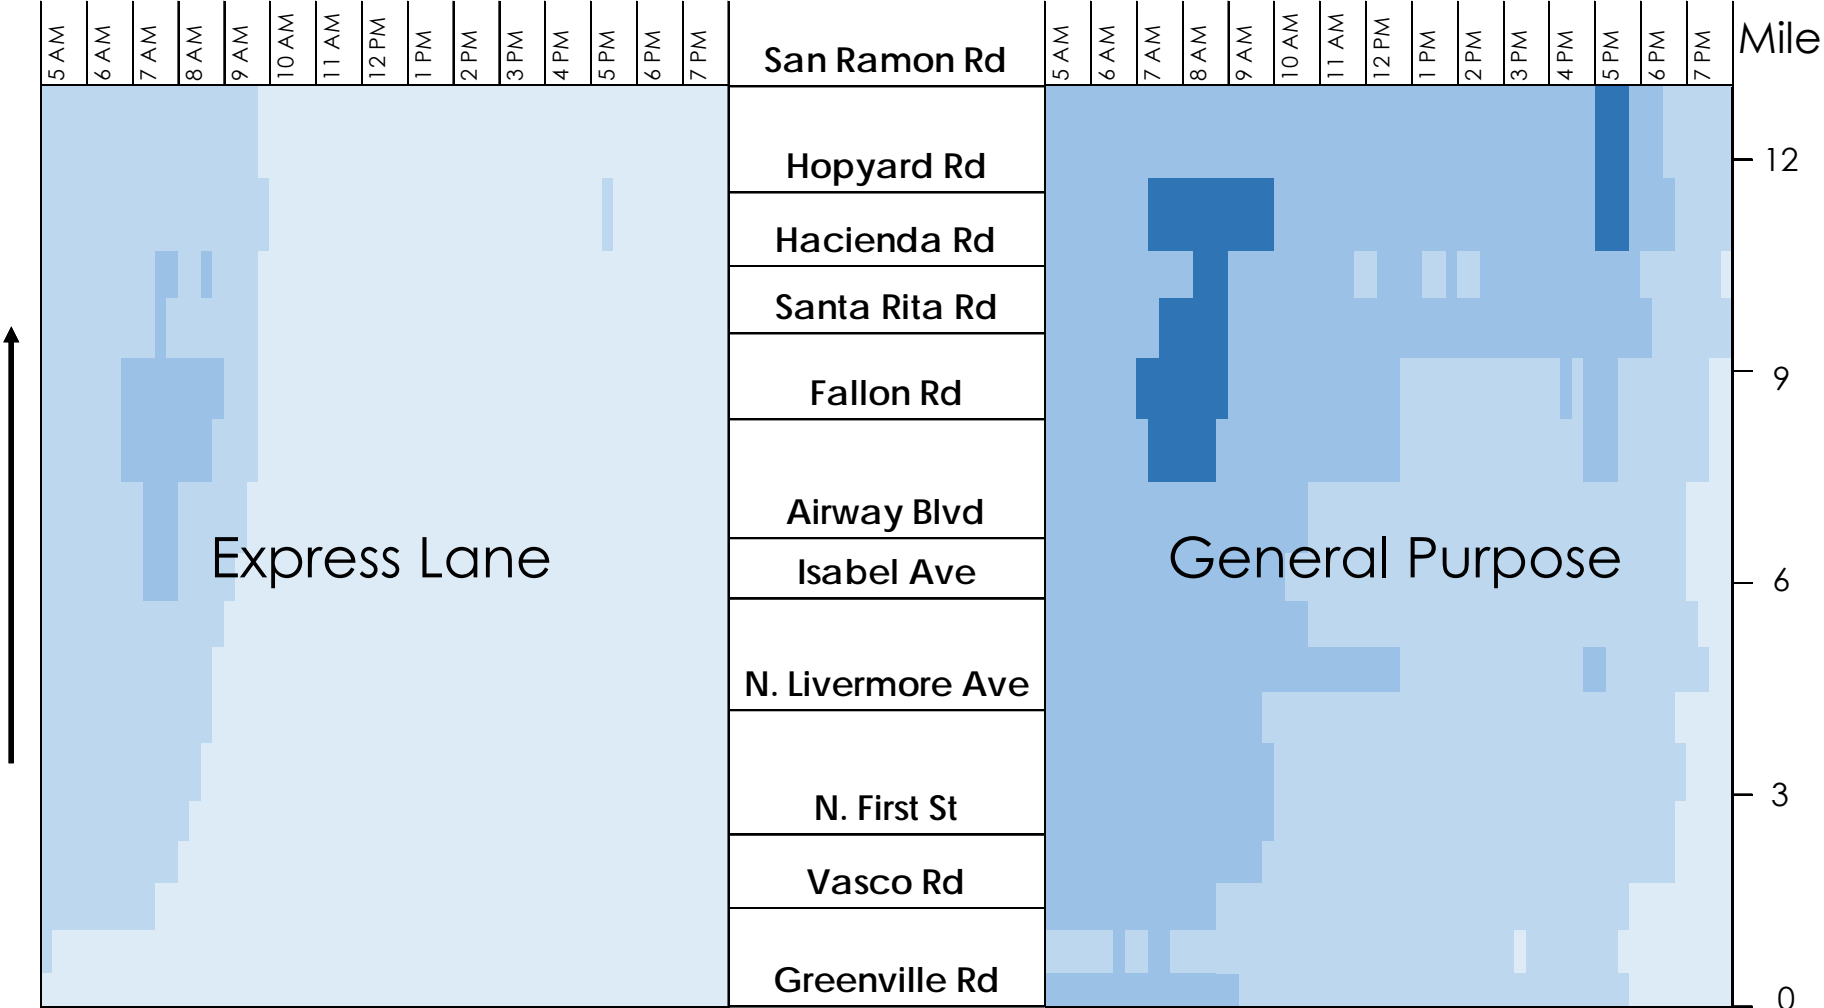 5 AM
6 AM
7 AM
8 AM
9 AM
10 AM
11 AM
12 PM
1 PM
2 PM
3 PM
4 PM
5 PM
6 PM
7 PM
San Ramon Rd
5 AM
6 AM
7 AM
8 AM
9 AM
10 AM
11 AM
12 PM
1 PM
2 PM
3 PM
4 PM
5 PM
6 PM
7 PM
Mile
Hopyard Rd
12
Hacienda Rd
Santa Rita Rd
Fallon Rd
9
Airway Blvd
Express Lane
General Purpose
Isabel Ave
6
N. Livermore Ave
N. First St
3
Vasco Rd
Greenville Rd
0